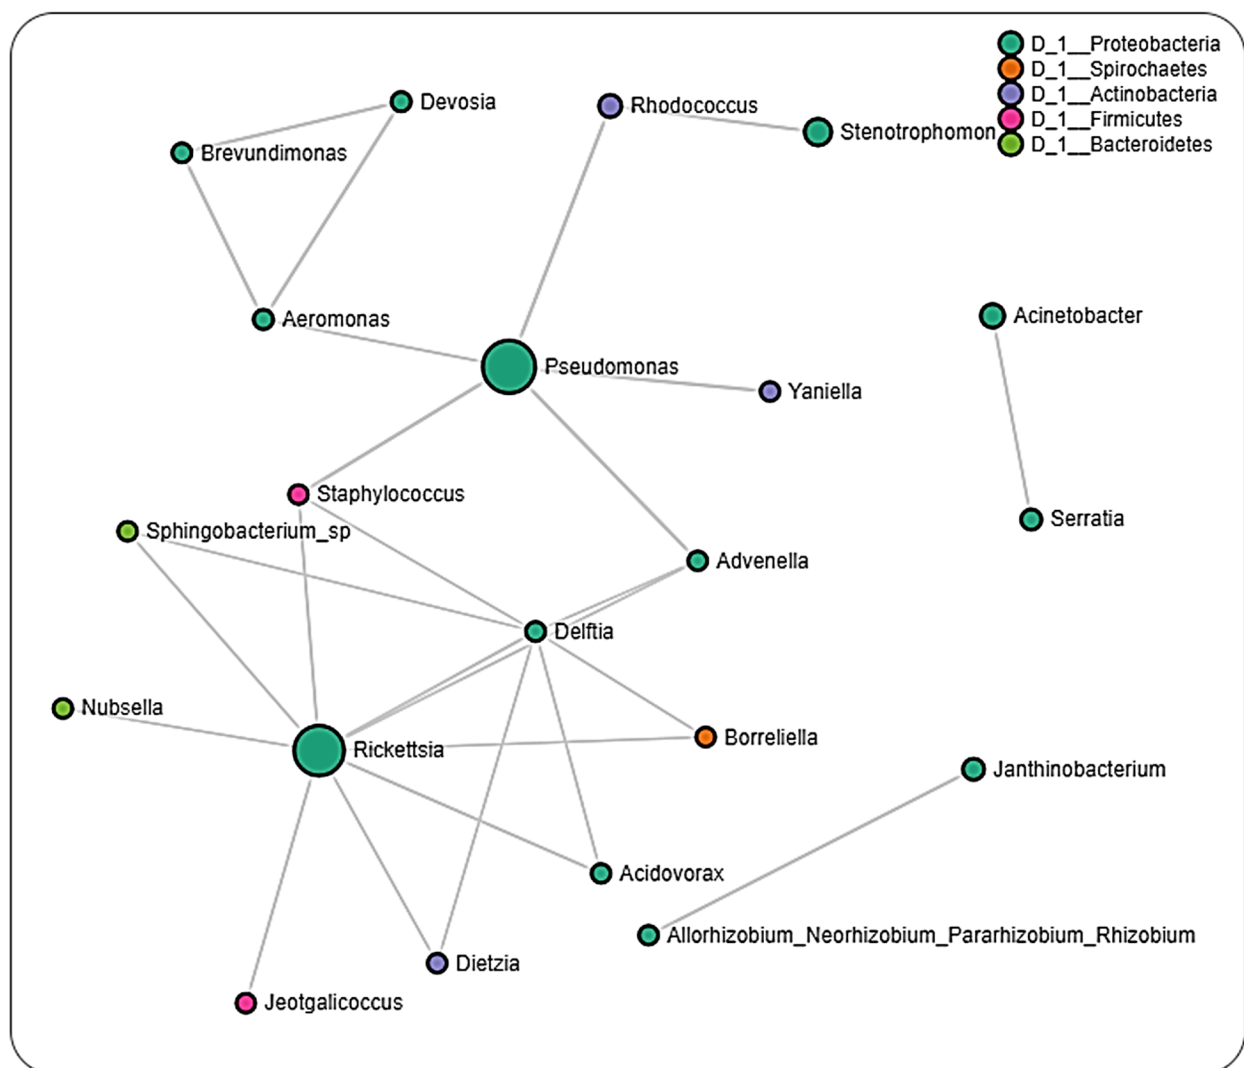 D_1__Proteobacteria
D_1__Spirochaetes
D_1__Actinobacteria
D_1__Firmicutes
D_1__Bacteroidetes
Devosia
Rhodococcus
Stenotrophomon
Brevundimonas
Aeromonas
Acinetobacter
Pseudomonas
Yaniella
Staphylococcus
Sphingobacterium_sp
Serratia
Advenella
Delftia
Nubsella
Rickettsia
Borreliella
Janthinobacterium
Acidovorax
Allorhizobium_Neorhizobium_Pararhizobium_Rhizobium
Dietzia
Jeotgalicoccus